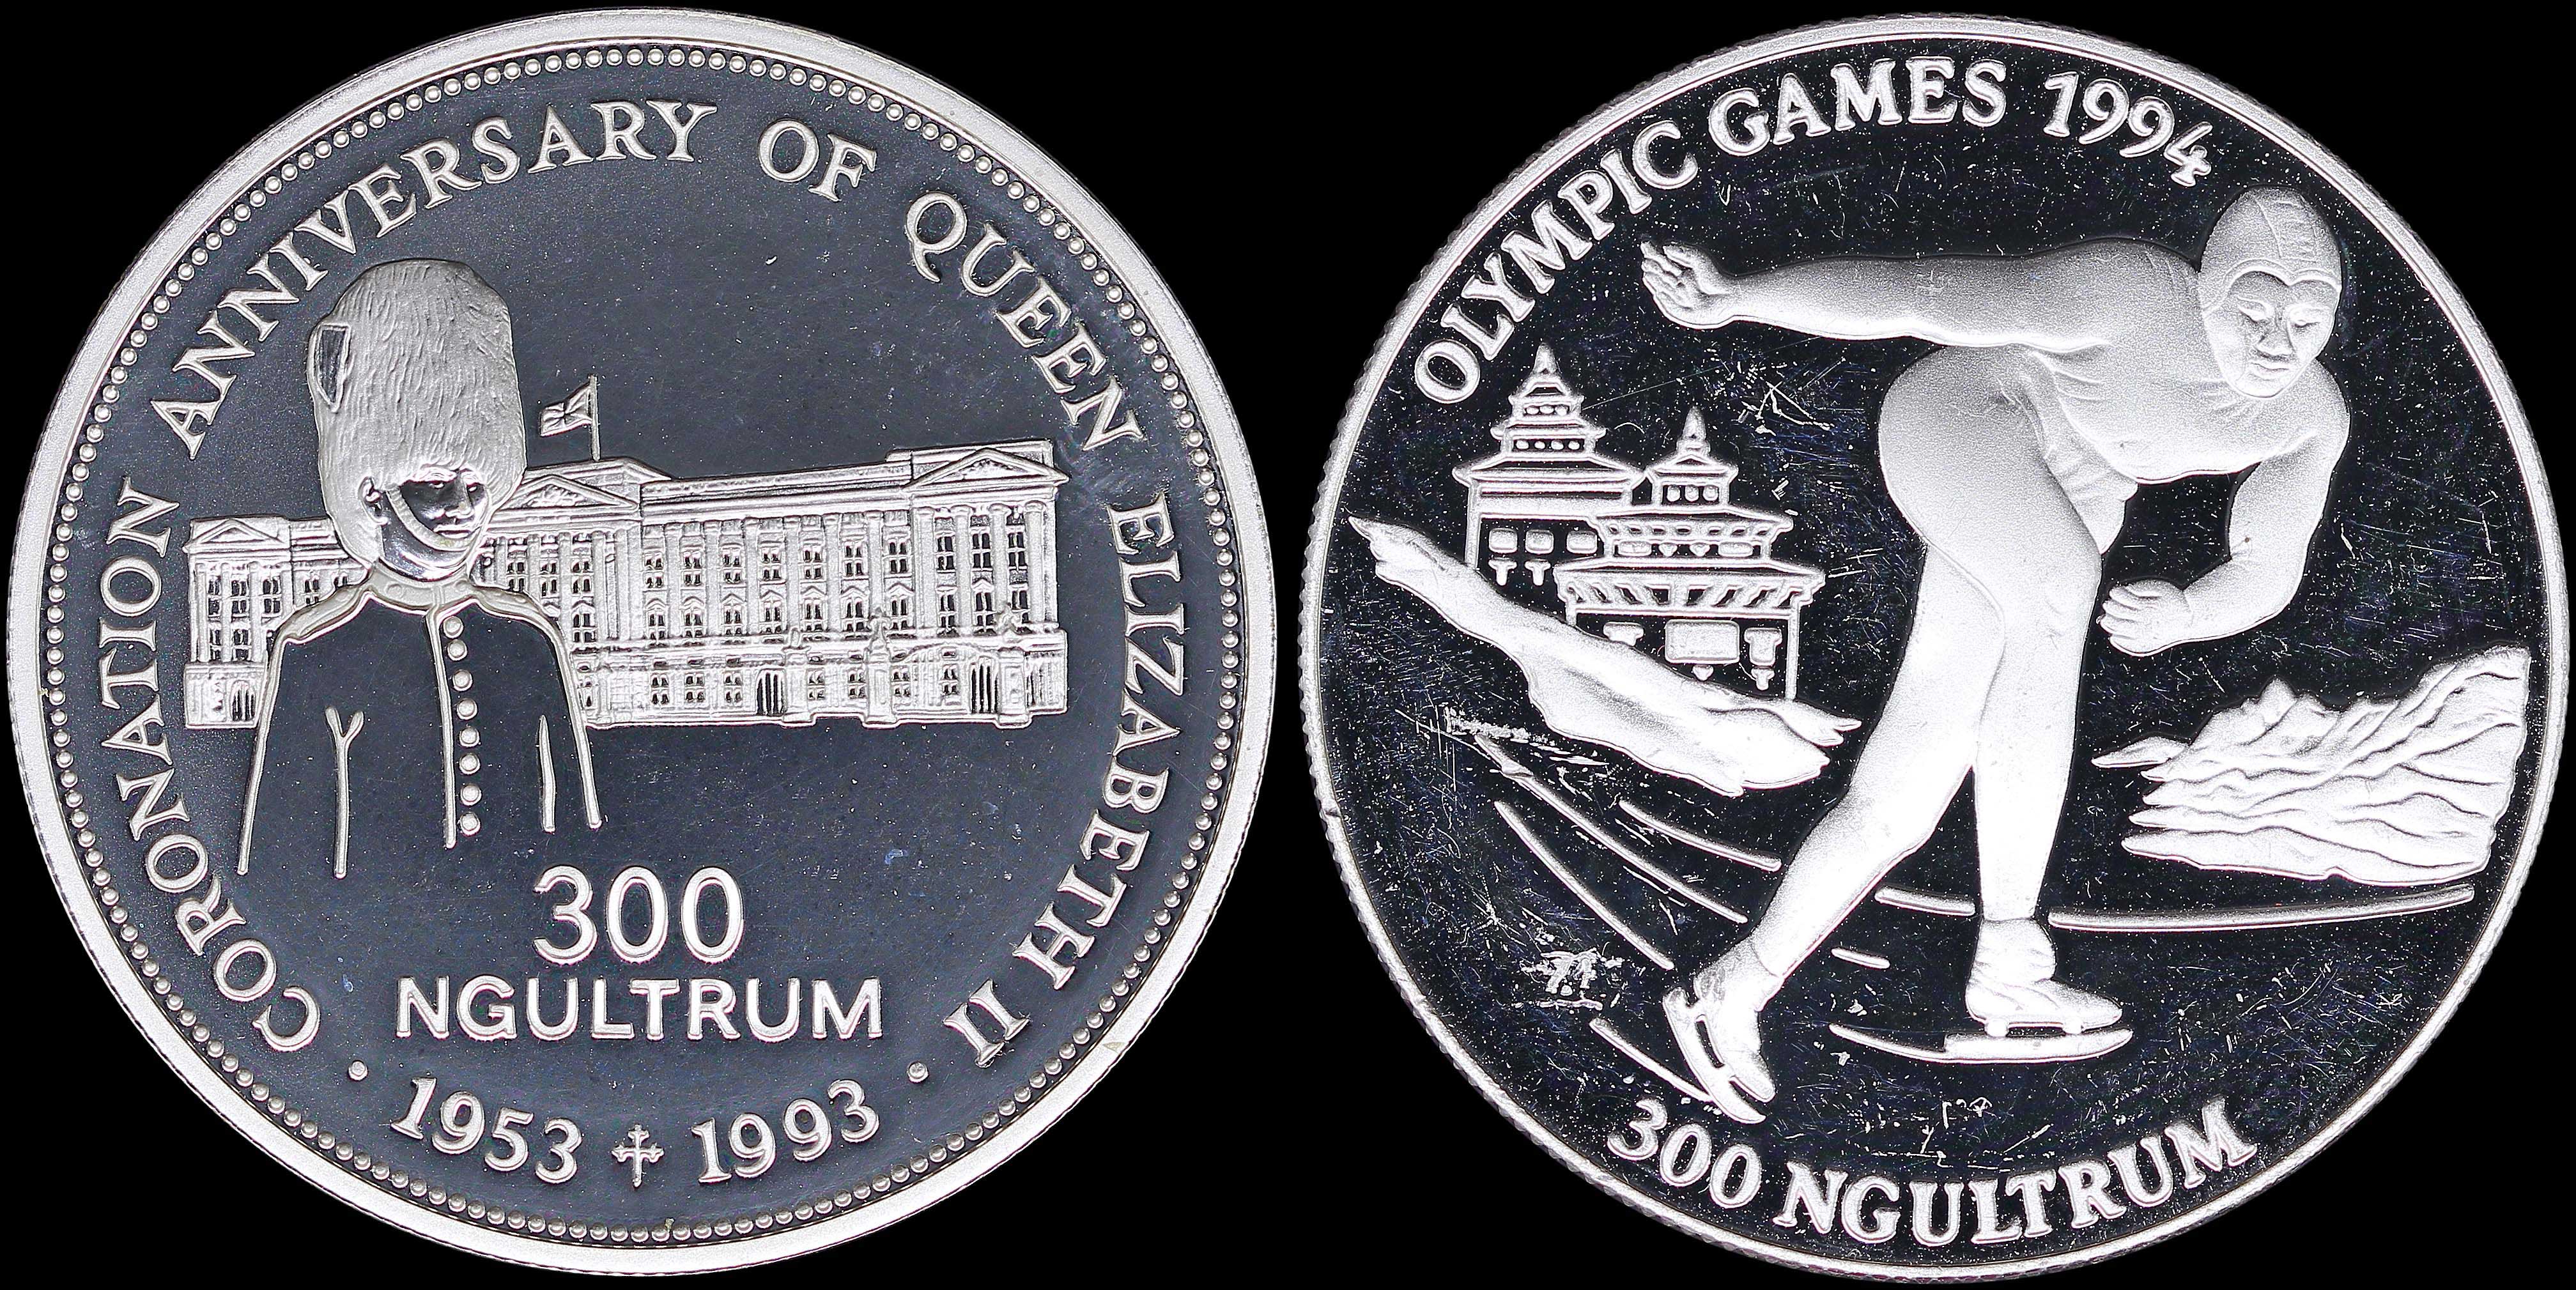 CORONATION ANNIVERSARY OF QUEEN ELIZABETH II
300
NGULTRUM
· 1953 ✝ 1993 ·
OLYMPIC GAMES 1994
300 NGULTRUM